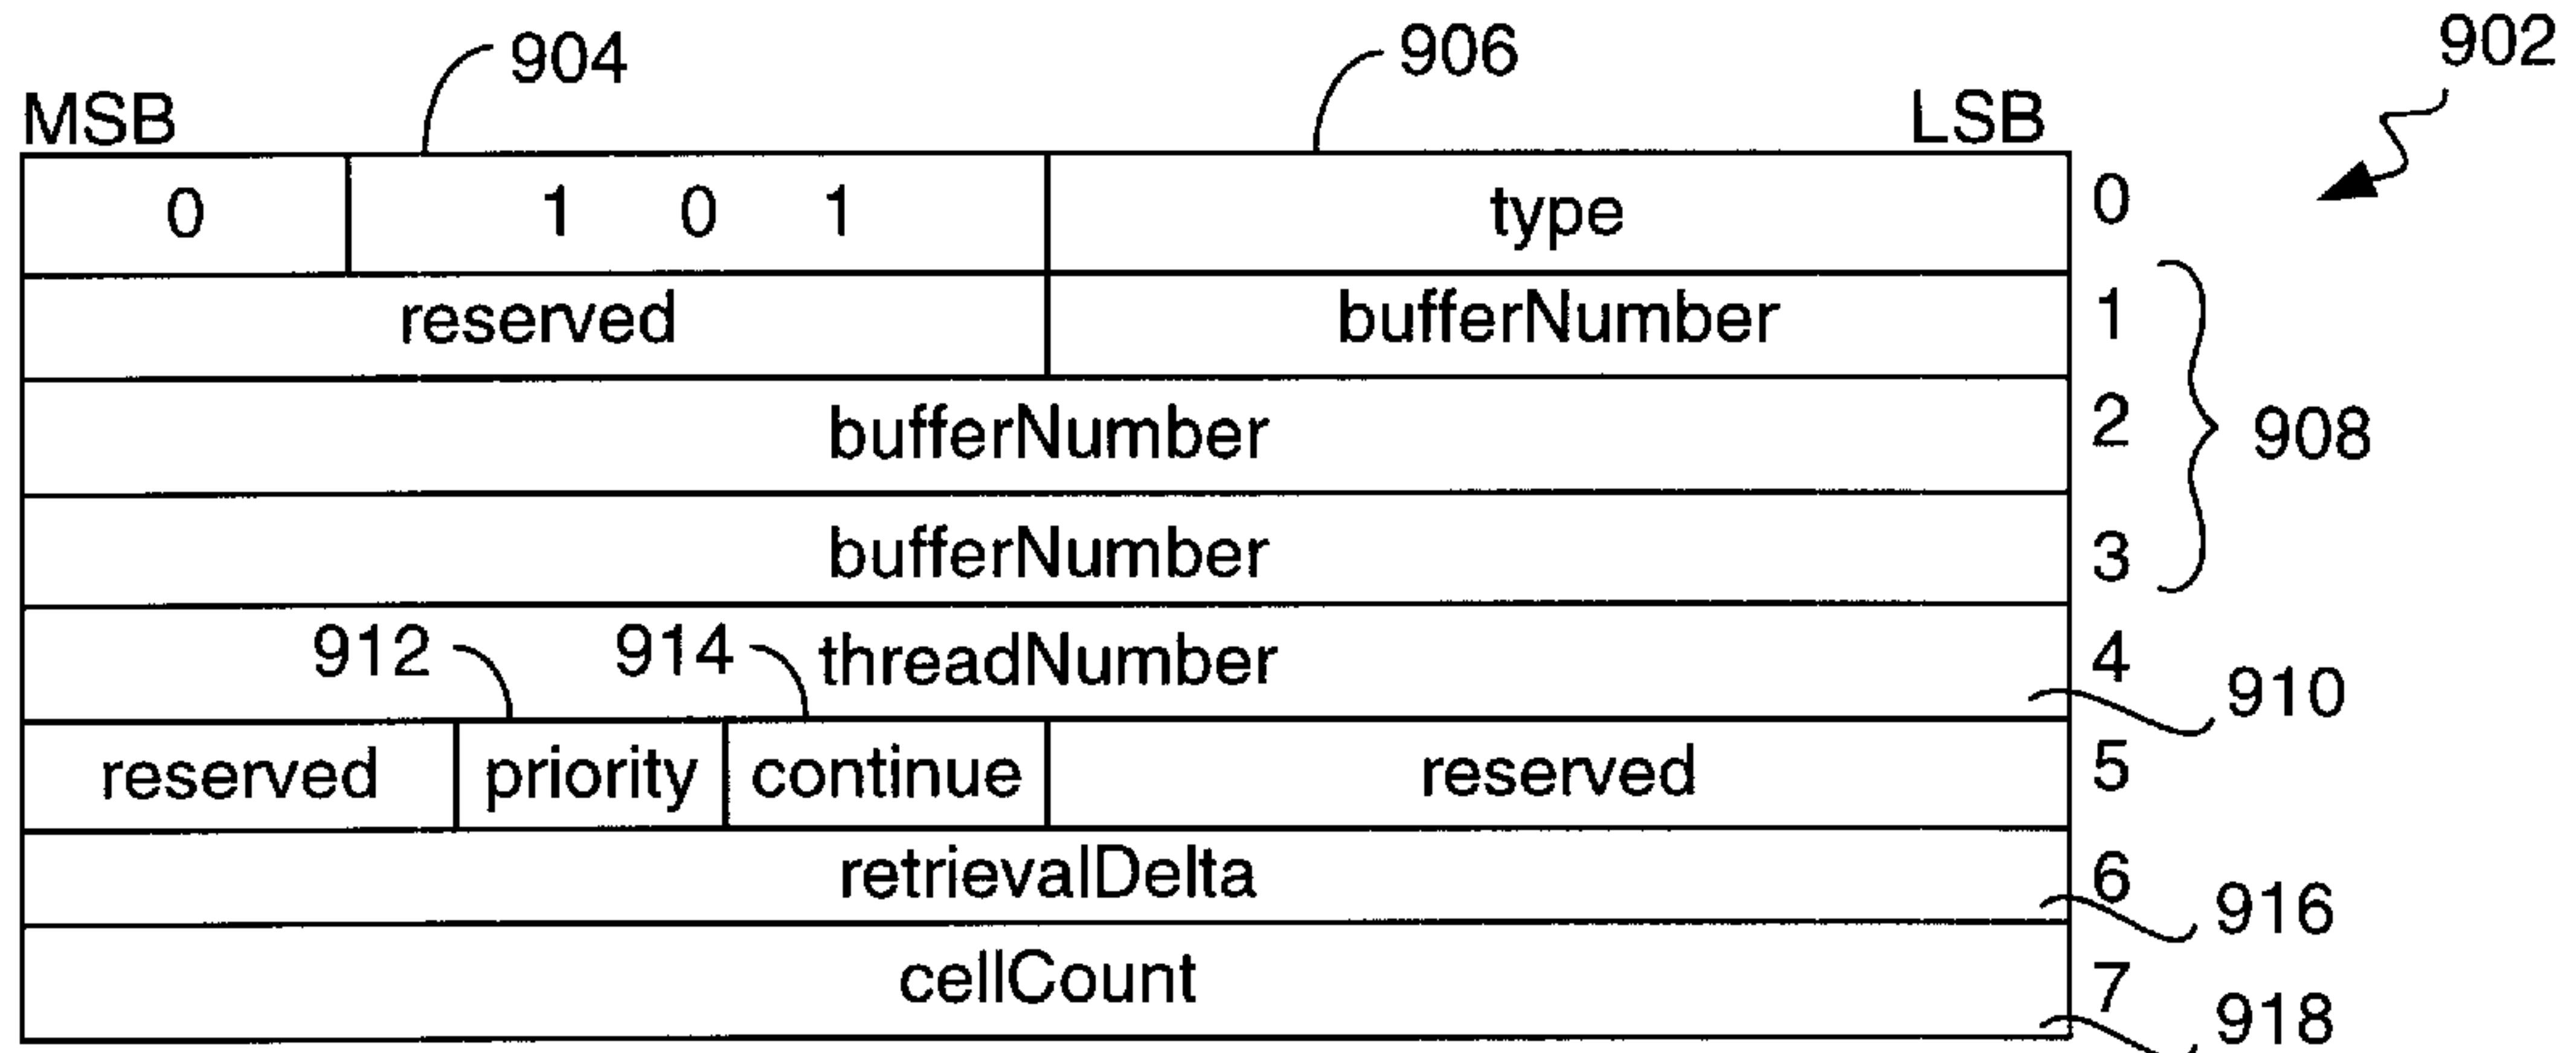 904 906 902
MSB LSB
0 1 0 1 type 0
reserved bufferNumber 1
bufferNumber 2
908
bufferNumber 3
912 914 threadNumber 4
910
reserved priority continue reserved 5
retrievalDelta 6
916
cellCount 7
918